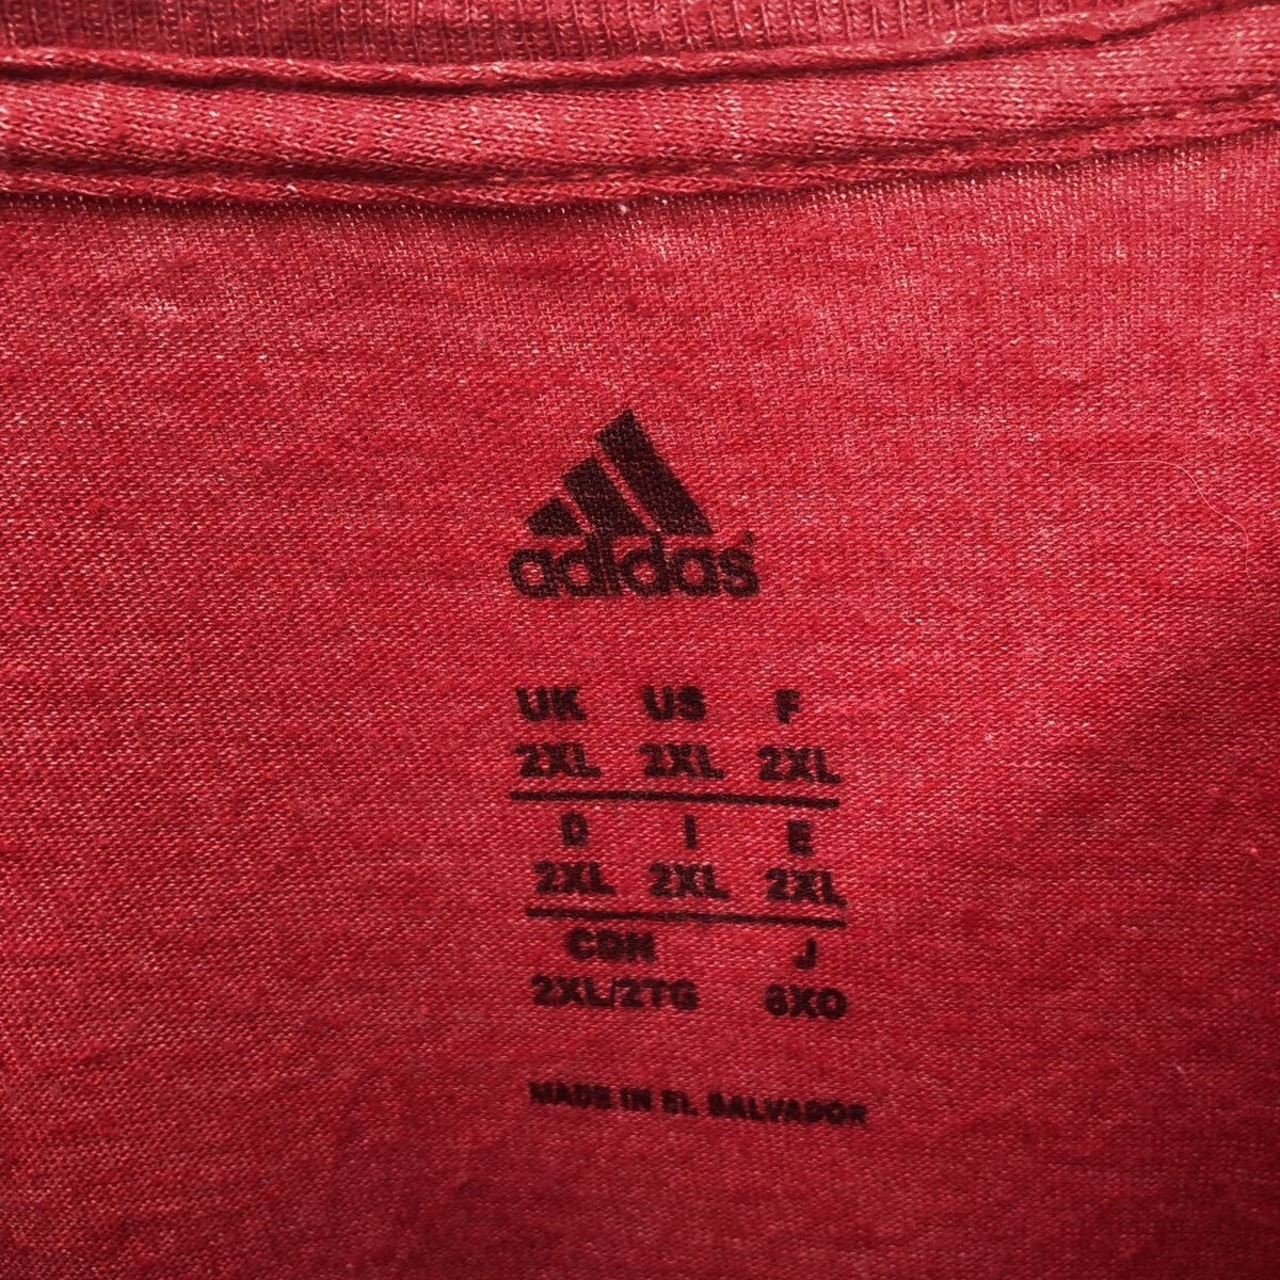 adidas
UK US F
2XL 2XL 2XL
D I E
2XL 2XL 2XL
CDN J
2XL/2TG 6XO
MADE IN EL SALVADOR